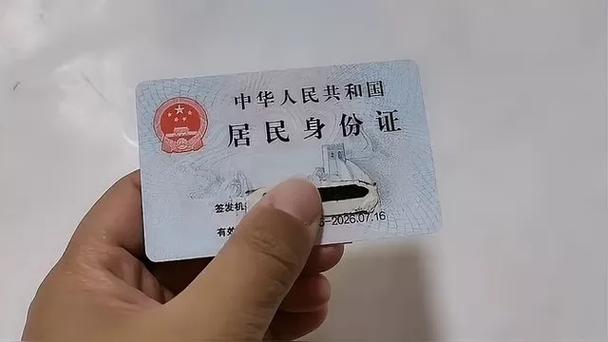 中华人民共和国
居民身份证
签发机
有效
-2026.07.16